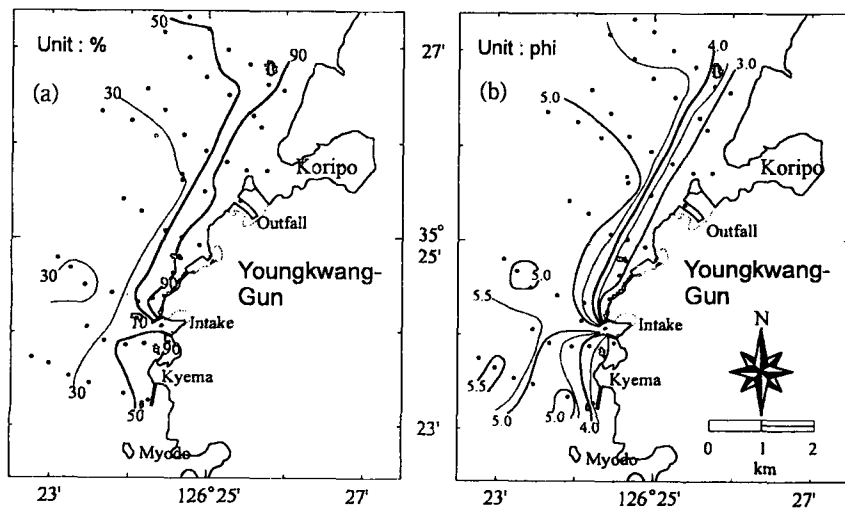 50
Unit : %
90
(a)
30
Koripo
Outfall
Youngkwang-
Gun
30
90
70
Intake
90
Kyema
30
50
Myodo
23'
126°25'
27'
27'
35°
25'
23'
Unit : phi
4.0
3.0
(b)
5.0
Koripo
Outfall
Youngkwang-
Gun
5.0
5.5
Intake
N
5.5
Kyema
5.0
5.0
4.0
Myodo
0 1 2
km
23'
126°25'
27'